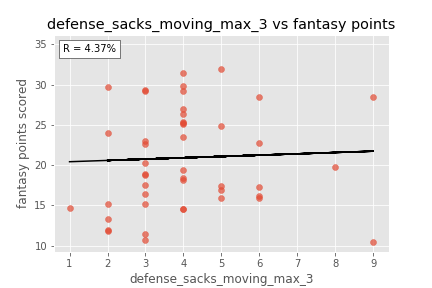 defense_sacks_moving_max_3 vs fantasy points
R = 4.37%
35
30
25
20
15
10
fantasy points scored
1 2 3 4 5 6 7 8 9
defense_sacks_moving_max_3